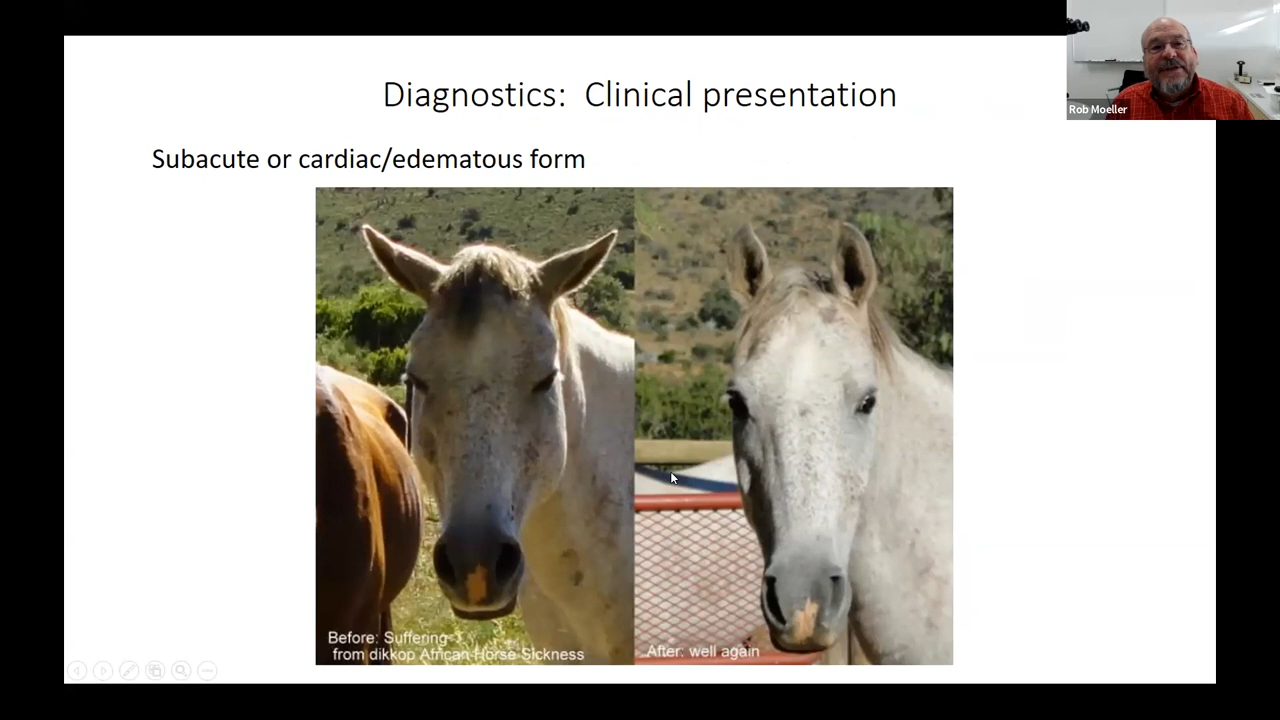 Rob Moeller
Diagnostics:  Clinical presentation
Subacute or cardiac/edematous form
Before: Suffering
from dikkop African Horse Sickness
After: well again